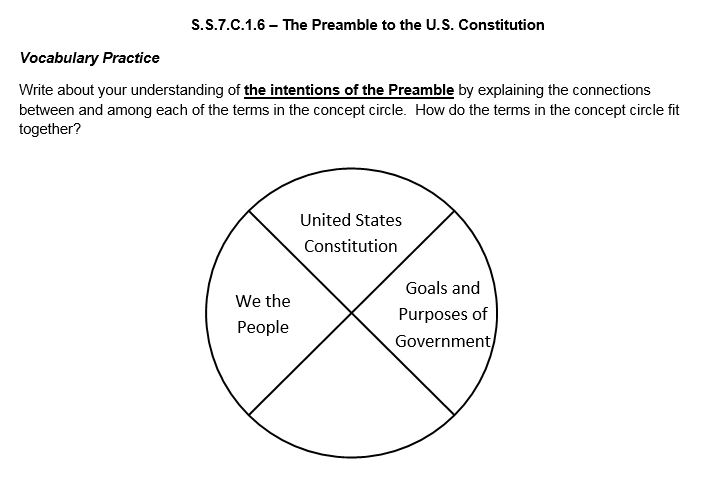 S.S.7.C.1.6 – The Preamble to the U.S. Constitution
Vocabulary Practice
Write about your understanding of the intentions of the Preamble by explaining the connections
between and among each of the terms in the concept circle.  How do the terms in the concept circle fit
together?
United States
Constitution
We the
People
Goals and
Purposes of
Government